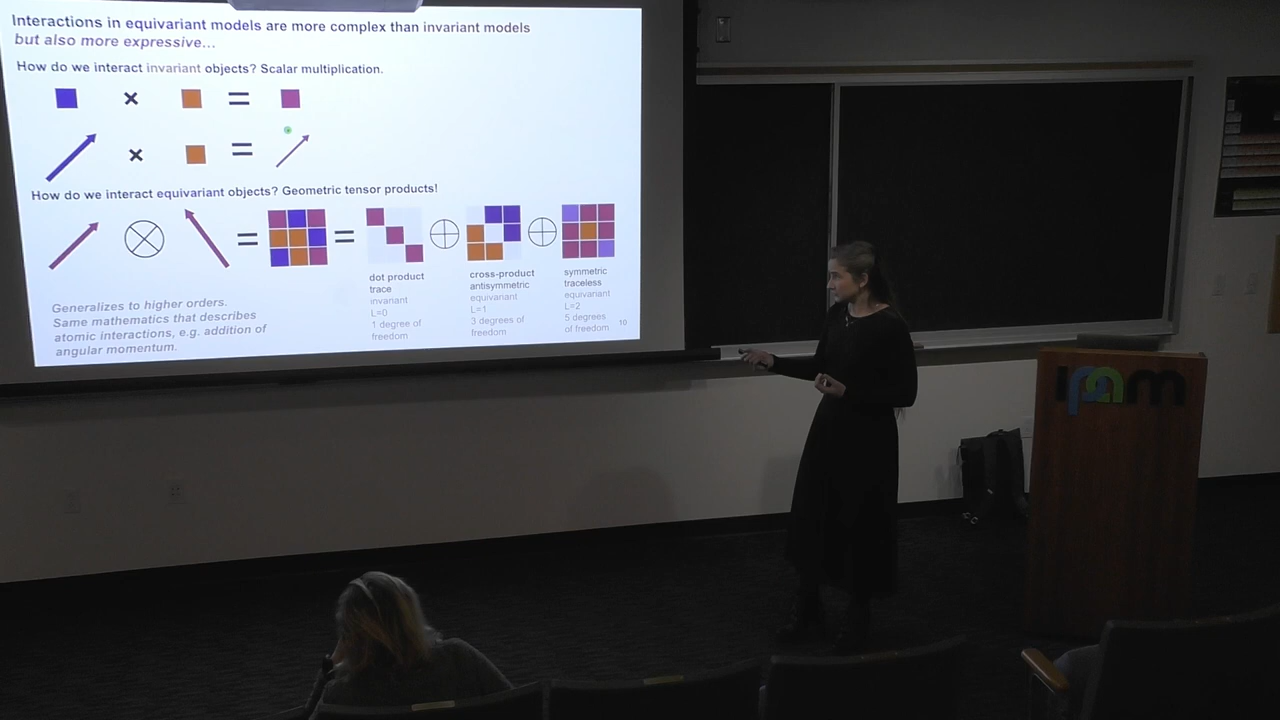 Interactions in equivariant models are more complex than invariant models
but also more expressive...
How do we interact invariant objects? Scalar multiplication.
How do we interact equivariant objects? Geometric tensor products!
dot product
trace
invariant
L=0
1 degree of
freedom
cross-product
antisymmetric
equivariant
L=1
3 degrees of
freedom
symmetric
traceless
equivariant
L=2
5 degrees
of freedom
Generalizes to higher orders.
Same mathematics that describes
atomic interactions, e.g. addition of
angular momentum.
10
ipam